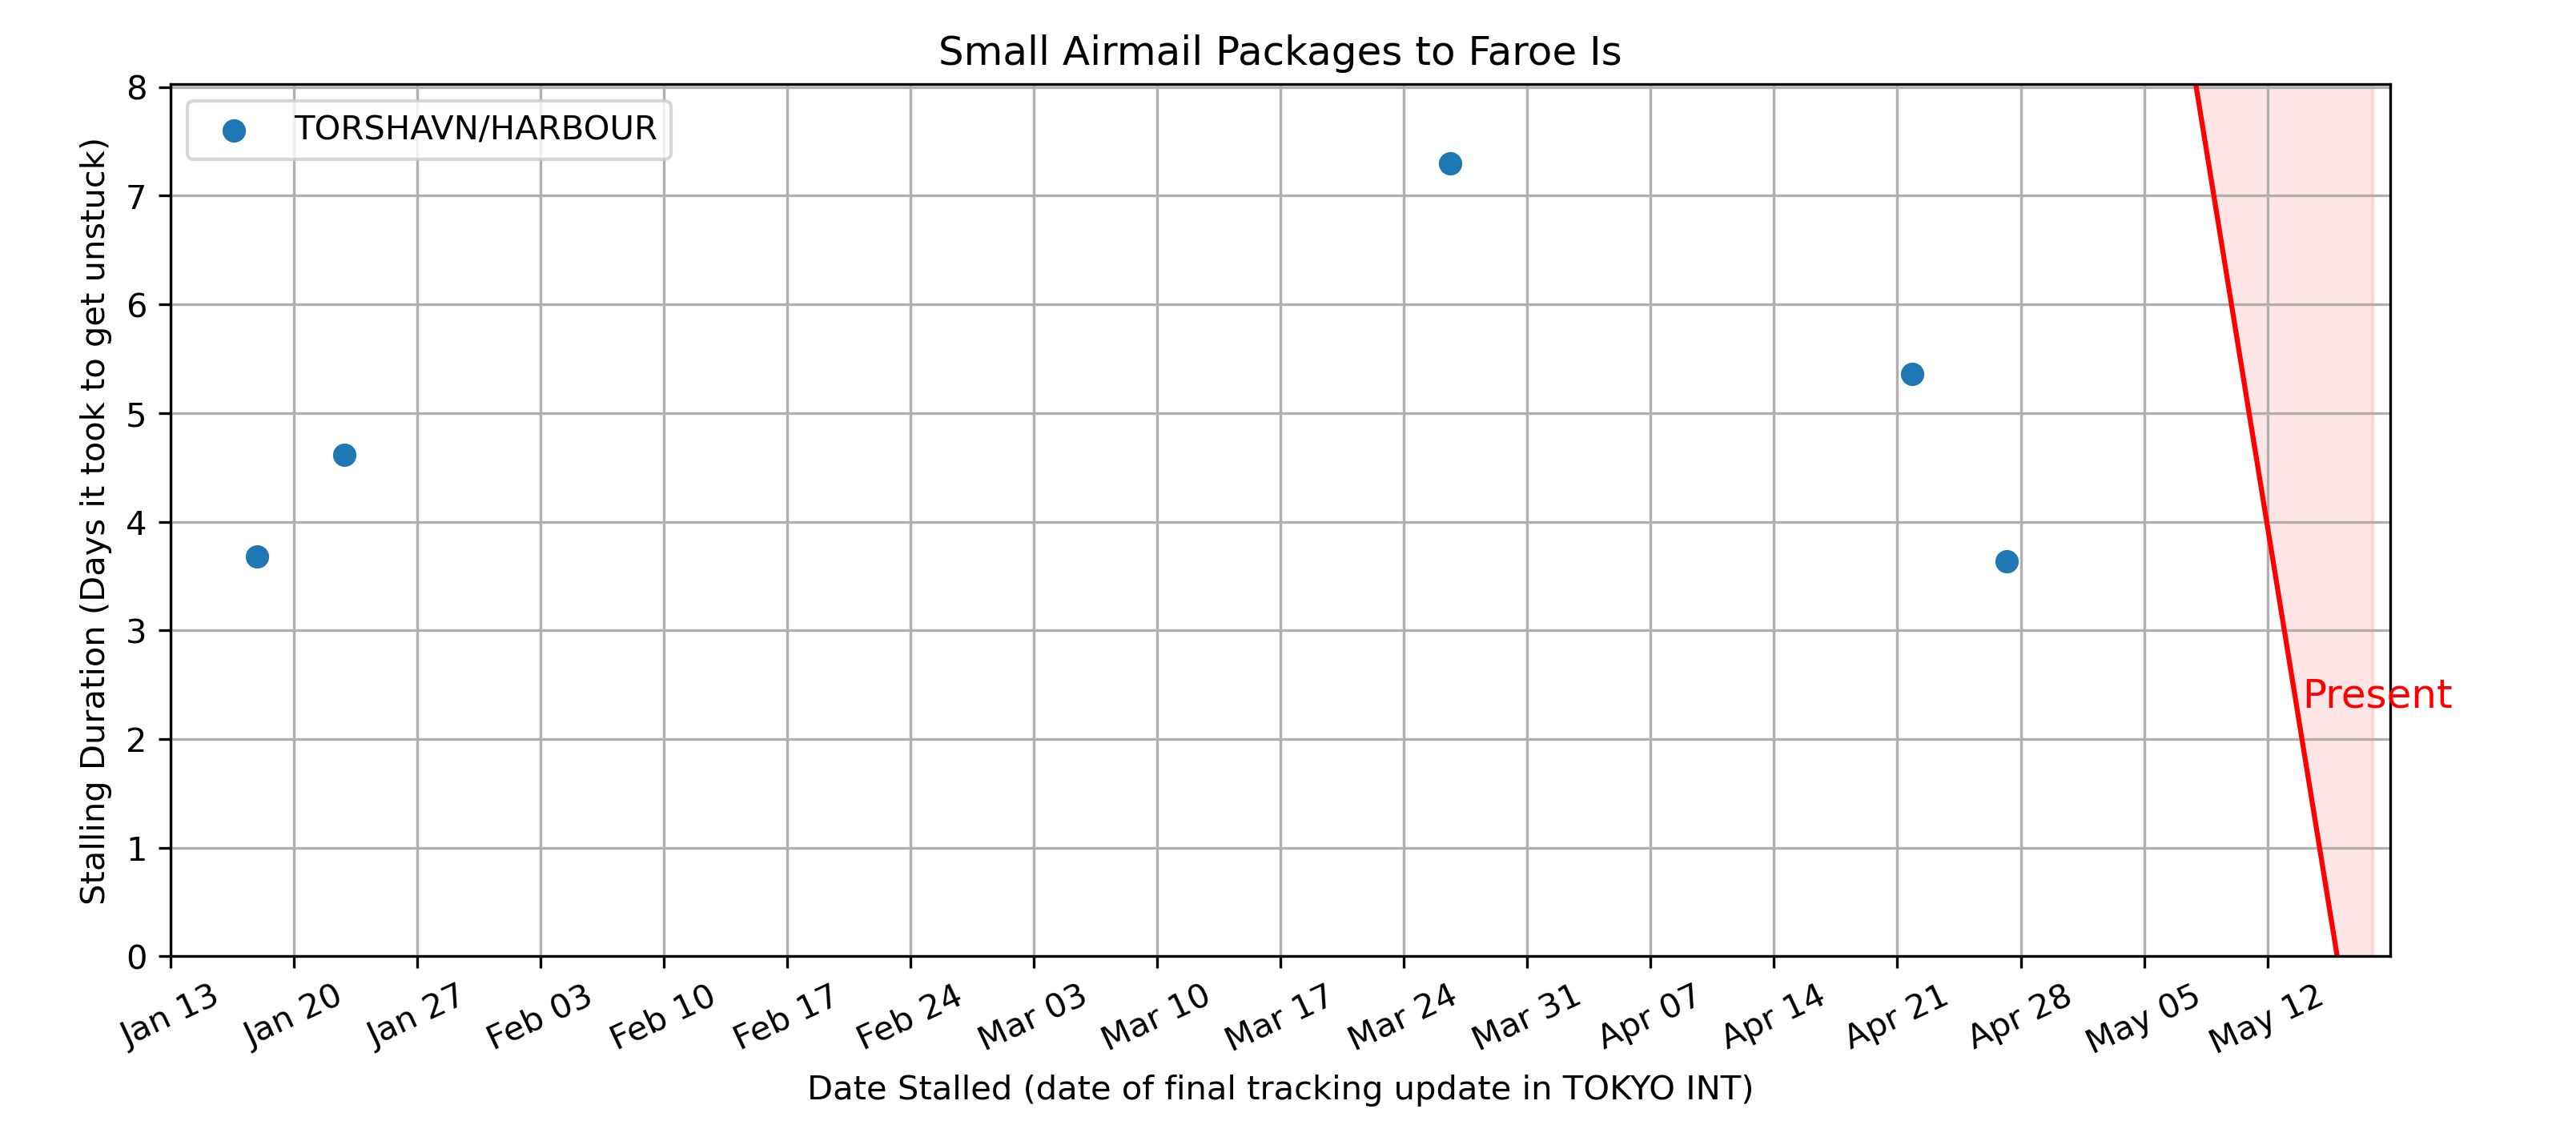 Small Airmail Packages to Faroe Is
TORSHAVN/HARBOUR
Stalling Duration (Days it took to get unstuck)
8
7
6
5
4
3
2
1
0
Present
Jan 13
Jan 20
Jan 27
Feb 03
Feb 10
Feb 17
Feb 24
Mar 03
Mar 10
Mar 17
Mar 24
Mar 31
Apr 07
Apr 14
Apr 21
Apr 28
May 05
May 12
Date Stalled (date of final tracking update in TOKYO INT)